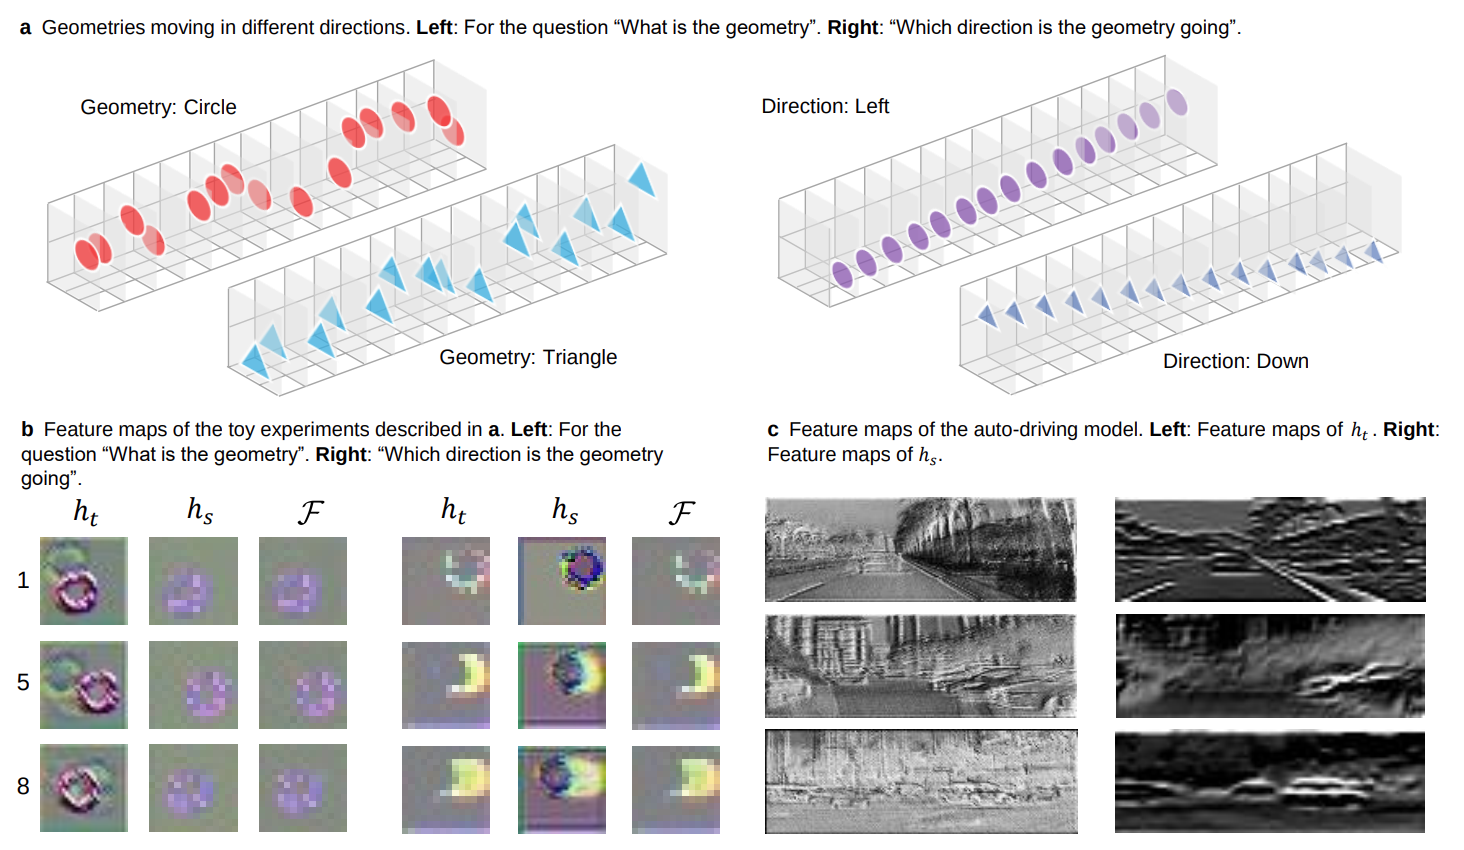 a Geometries moving in different directions. Left: For the question “What is the geometry”. Right: “Which direction is the geometry going”.
Geometry: Circle
Geometry: Triangle
Direction: Left
Direction: Down
b Feature maps of the toy experiments described in a. Left: For the
question “What is the geometry”. Right: “Which direction is the geometry
going”.
h_t h_s ℱ h_t h_s ℱ
1
5
8
c Feature maps of the auto-driving model. Left: Feature maps of h_t. Right:
Feature maps of h_s.